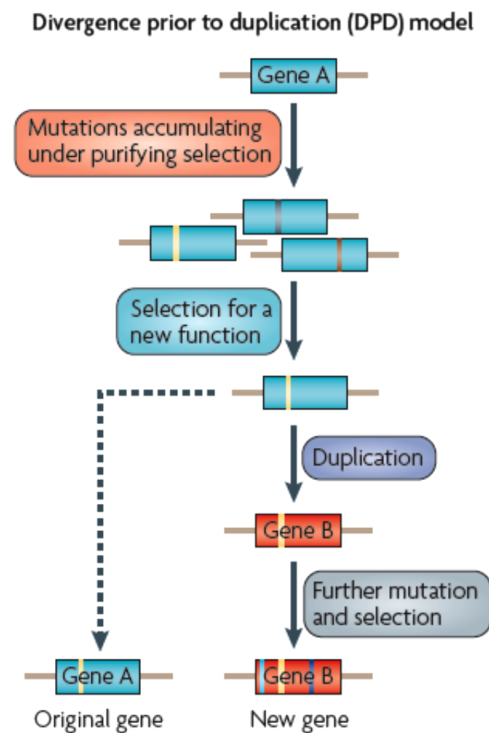 Divergence prior to duplication (DPD) model
Gene A
Mutations accumulating
under purifying selection
Selection for a
new function
Duplication
Gene B
Further mutation
and selection
Gene A
Gene B
Original gene
New gene